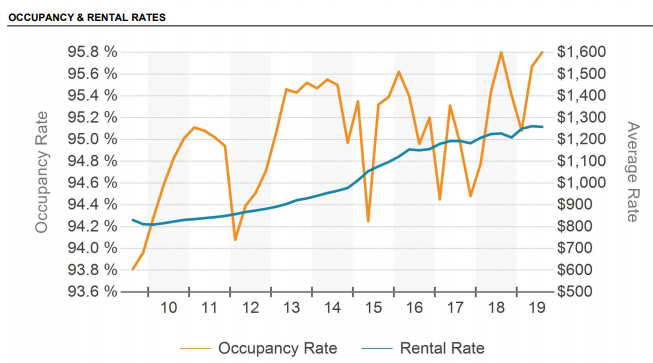 OCCUPANCY & RENTAL RATES
95.8 % $1,600
95.6 % $1,500
95.4 % $1,400
95.2 % $1,300
95.0 % $1,200
94.8 % $1,100
94.6 % $1,000
94.4 % $900
94.2 % $800
94.0 % $700
93.8 % $600
93.6 % $500
Occupancy Rate
Average Rate
10 11 12 13 14 15 16 17 18 19
Occupancy Rate Rental Rate